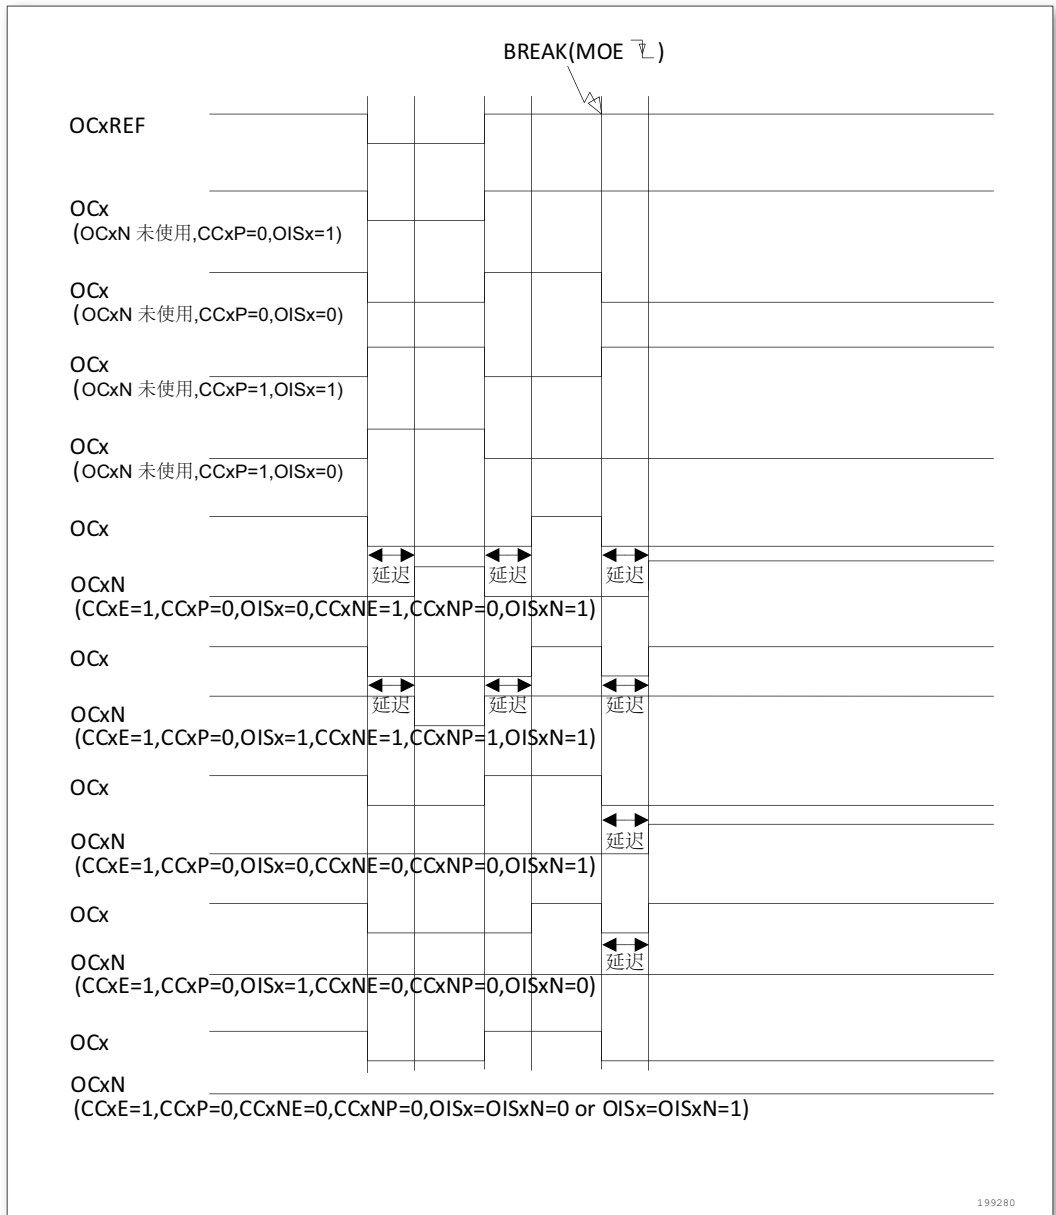 BREAK(MOE )
OCxREF
OCx
(OCxN 未使用,CCxP=0,OISx=1)
OCx
(OCxN 未使用,CCxP=0,OISx=0)
OCx
(OCxN 未使用,CCxP=1,OISx=1)
OCx
(OCxN 未使用,CCxP=1,OISx=0)
OCx
延迟 延迟 延迟
OCxN
(CCxE=1,CCxP=0,OISx=0,CCxNE=1,CCxNP=0,OISxN=1)
OCx
延迟 延迟 延迟
OCxN
(CCxE=1,CCxP=0,OISx=1,CCxNE=1,CCxNP=1,OISxN=1)
OCx
延迟
OCxN
(CCxE=1,CCxP=0,OISx=0,CCxNE=0,CCxNP=0,OISxN=1)
OCx
延迟
OCxN
(CCxE=1,CCxP=0,OISx=1,CCxNE=0,CCxNP=0,OISxN=0)
OCx
OCxN
(CCxE=1,CCxP=0,CCxNE=0,CCxNP=0,OISx=OISxN=0 or OISx=OISxN=1)
199280